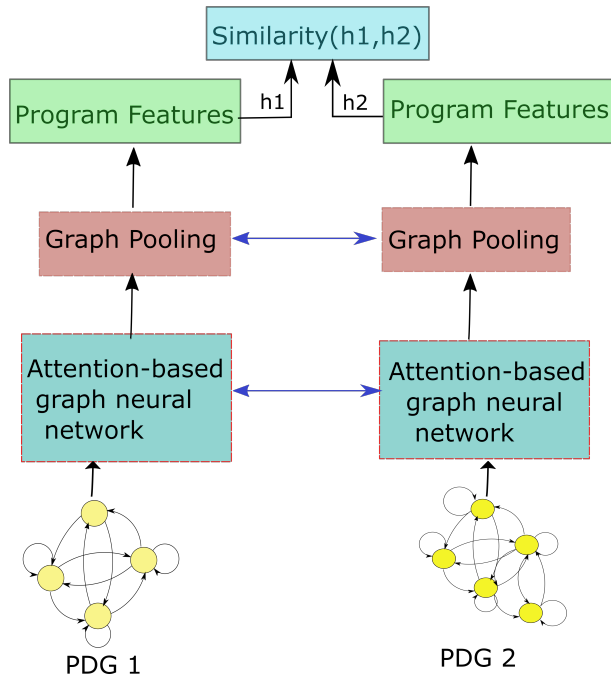 Similarity(h1,h2)
Program Features
h1
h2
Program Features
Graph Pooling
Graph Pooling
Attention-based
graph neural
network
Attention-based
graph neural
network
PDG 1
PDG 2